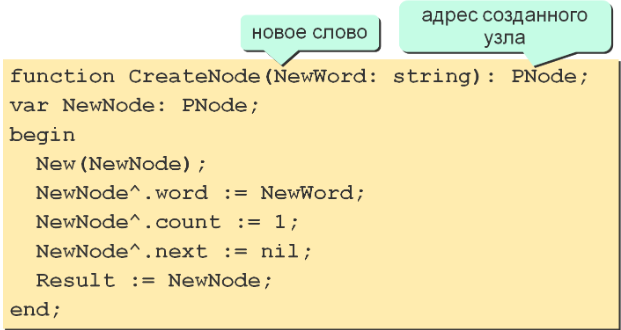 новое слово
адрес созданного
узла
function CreateNode(NewWord: string): PNode;
var NewNode: PNode;
begin
New(NewNode);
NewNode^.word := NewWord;
NewNode^.count := 1;
NewNode^.next := nil;
Result := NewNode;
end;